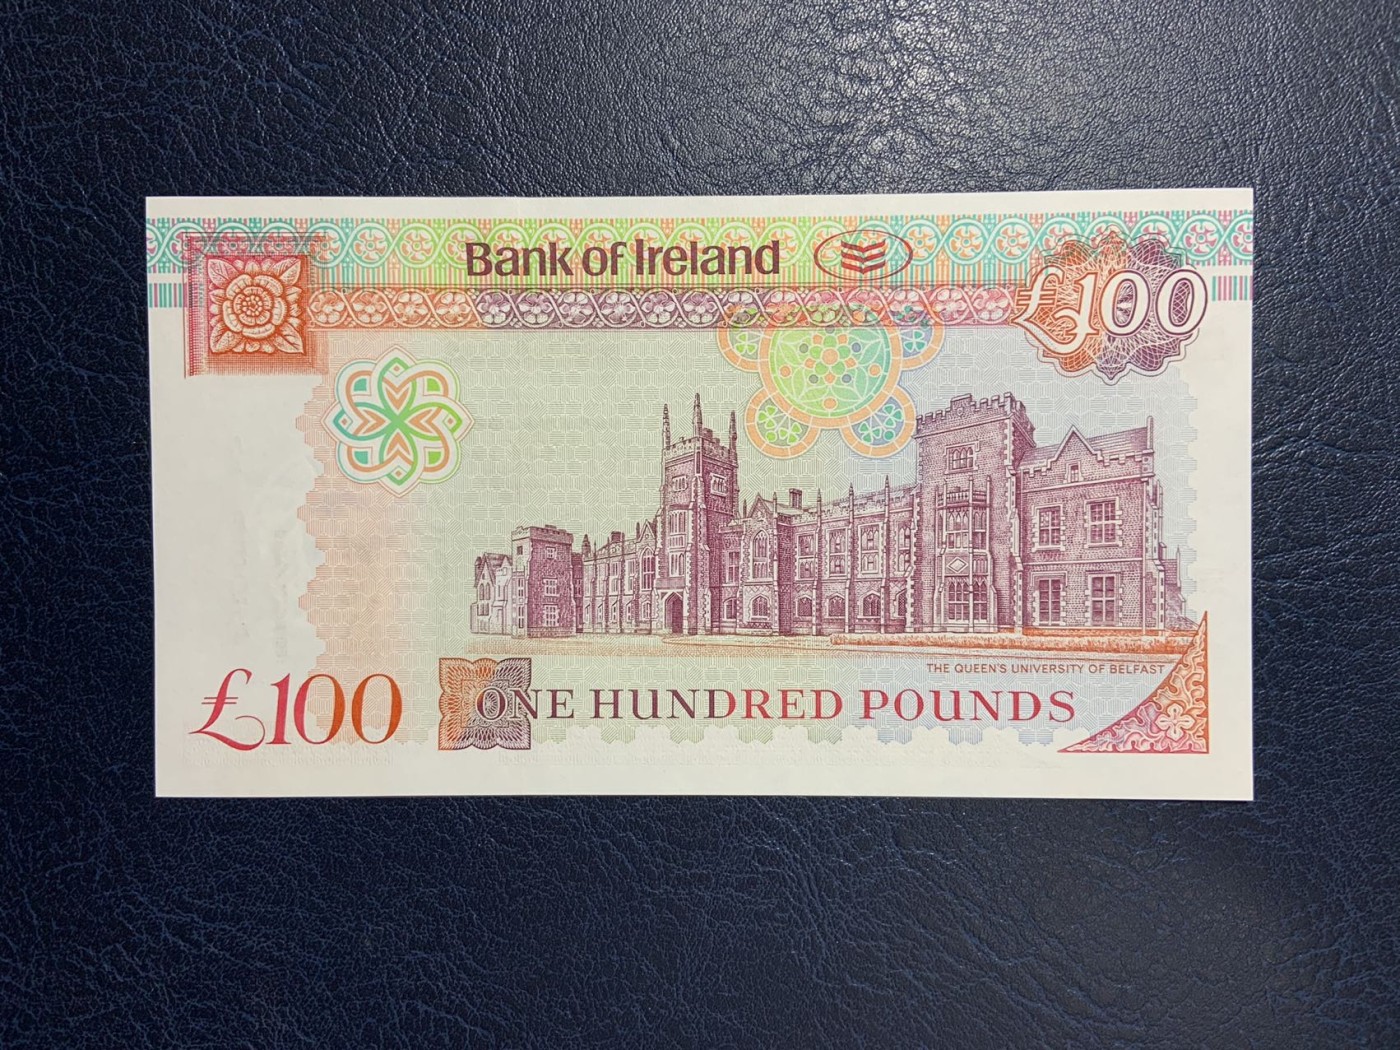 Bank of Ireland
£100
THE QUEEN'S UNIVERSITY OF BELFAST
£100
ONE HUNDRED POUNDS